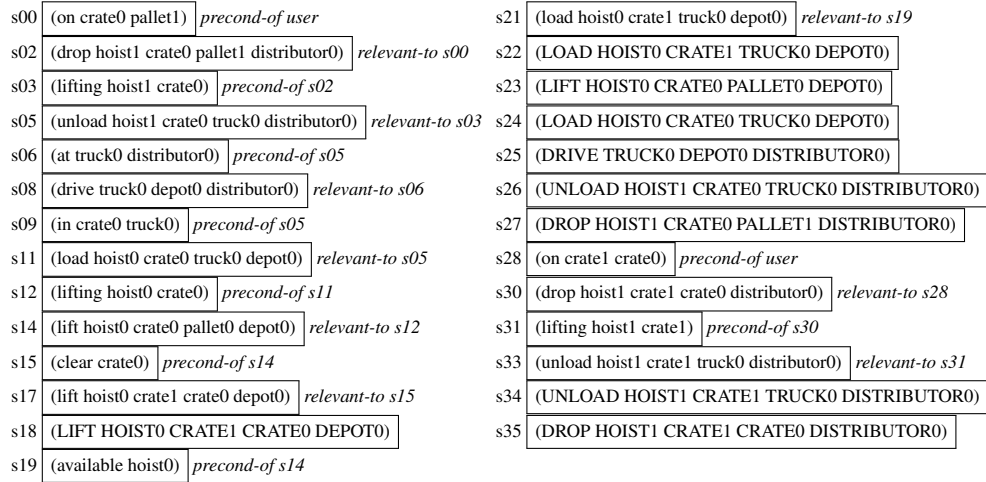 s00 (on crate0 pallet1) precond-of user
s02 (drop hoist1 crate0 pallet1 distributor0) relevant-to s00
s03 (lifting hoist1 crate0) precond-of s02
s05 (unload hoist1 crate0 truck0 distributor0) relevant-to s03
s06 (at truck0 distributor0) precond-of s05
s08 (drive truck0 depot0 distributor0) relevant-to s06
s09 (in crate0 truck0) precond-of s05
s11 (load hoist0 crate0 truck0 depot0) relevant-to s05
s12 (lifting hoist0 crate0) precond-of s11
s14 (lift hoist0 crate0 pallet0 depot0) relevant-to s12
s15 (clear crate0) precond-of s14
s17 (lift hoist0 crate1 crate0 depot0) relevant-to s15
s18 (LIFT HOIST0 CRATE1 CRATE0 DEPOT0)
s19 (available hoist0) precond-of s14
s21 (load hoist0 crate1 truck0 depot0) relevant-to s19
s22 (LOAD HOIST0 CRATE1 TRUCK0 DEPOT0)
s23 (LIFT HOIST0 CRATE0 PALLET0 DEPOT0)
s24 (LOAD HOIST0 CRATE0 TRUCK0 DEPOT0)
s25 (DRIVE TRUCK0 DEPOT0 DISTRIBUTOR0)
s26 (UNLOAD HOIST1 CRATE0 TRUCK0 DISTRIBUTOR0)
s27 (DROP HOIST1 CRATE0 PALLET1 DISTRIBUTOR0)
s28 (on crate1 crate0) precond-of user
s30 (drop hoist1 crate1 crate0 distributor0) relevant-to s28
s31 (lifting hoist1 crate1) precond-of s30
s33 (unload hoist1 crate1 truck0 distributor0) relevant-to s31
s34 (UNLOAD HOIST1 CRATE1 TRUCK0 DISTRIBUTOR0)
s35 (DROP HOIST1 CRATE1 CRATE0 DISTRIBUTOR0)